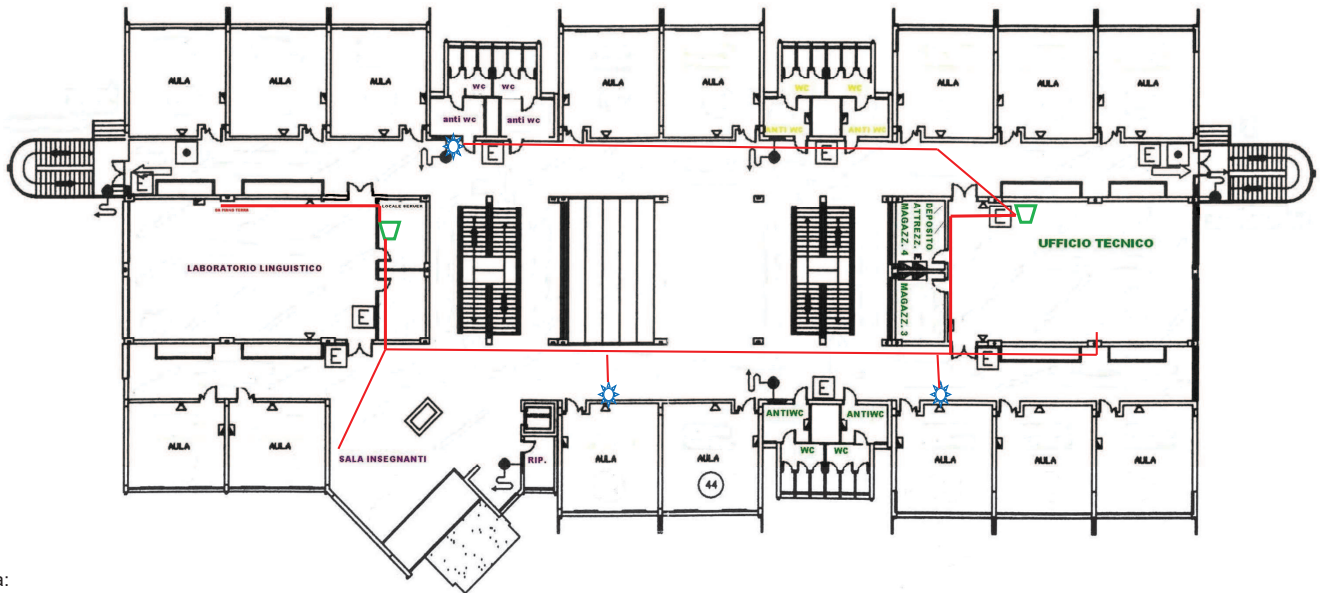 AULA
AULA
AULA
wc
wc
AULA
AULA
WC
WC
AULA
AULA
AULA
anti wc
anti wc
ANTI WC
ANTI WC
E
E
E
E
LOCALE SERVER
LABORATORIO LINGUISTICO
E
E
MAGAZZ. 4
DEPOSITO
ATTREZZ. E
MAGAZZ. 3
E
UFFICIO TECNICO
E
E
AULA
AULA
SALA INSEGNANTI
RIP.
AULA
AULA
44
ANTIWC
ANTIWC
WC
WC
AULA
AULA
AULA
a: